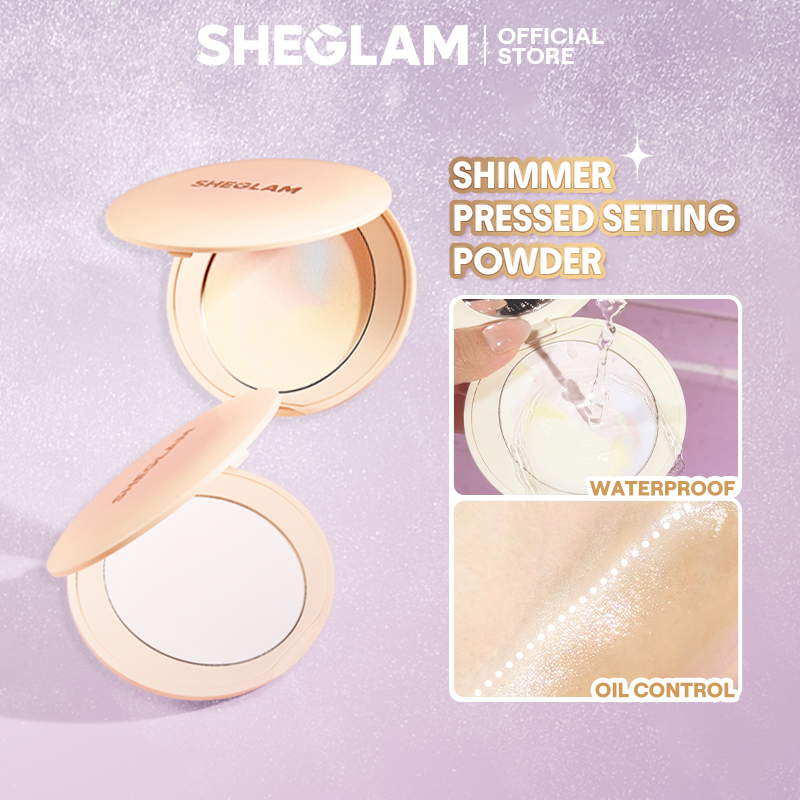 SHEGLAM
OFFICIAL
STORE
SHEGLAM
SHIMMER
PRESSED SETTING
POWDER
SHEGLAM
WATERPROOF
OIL CONTROL